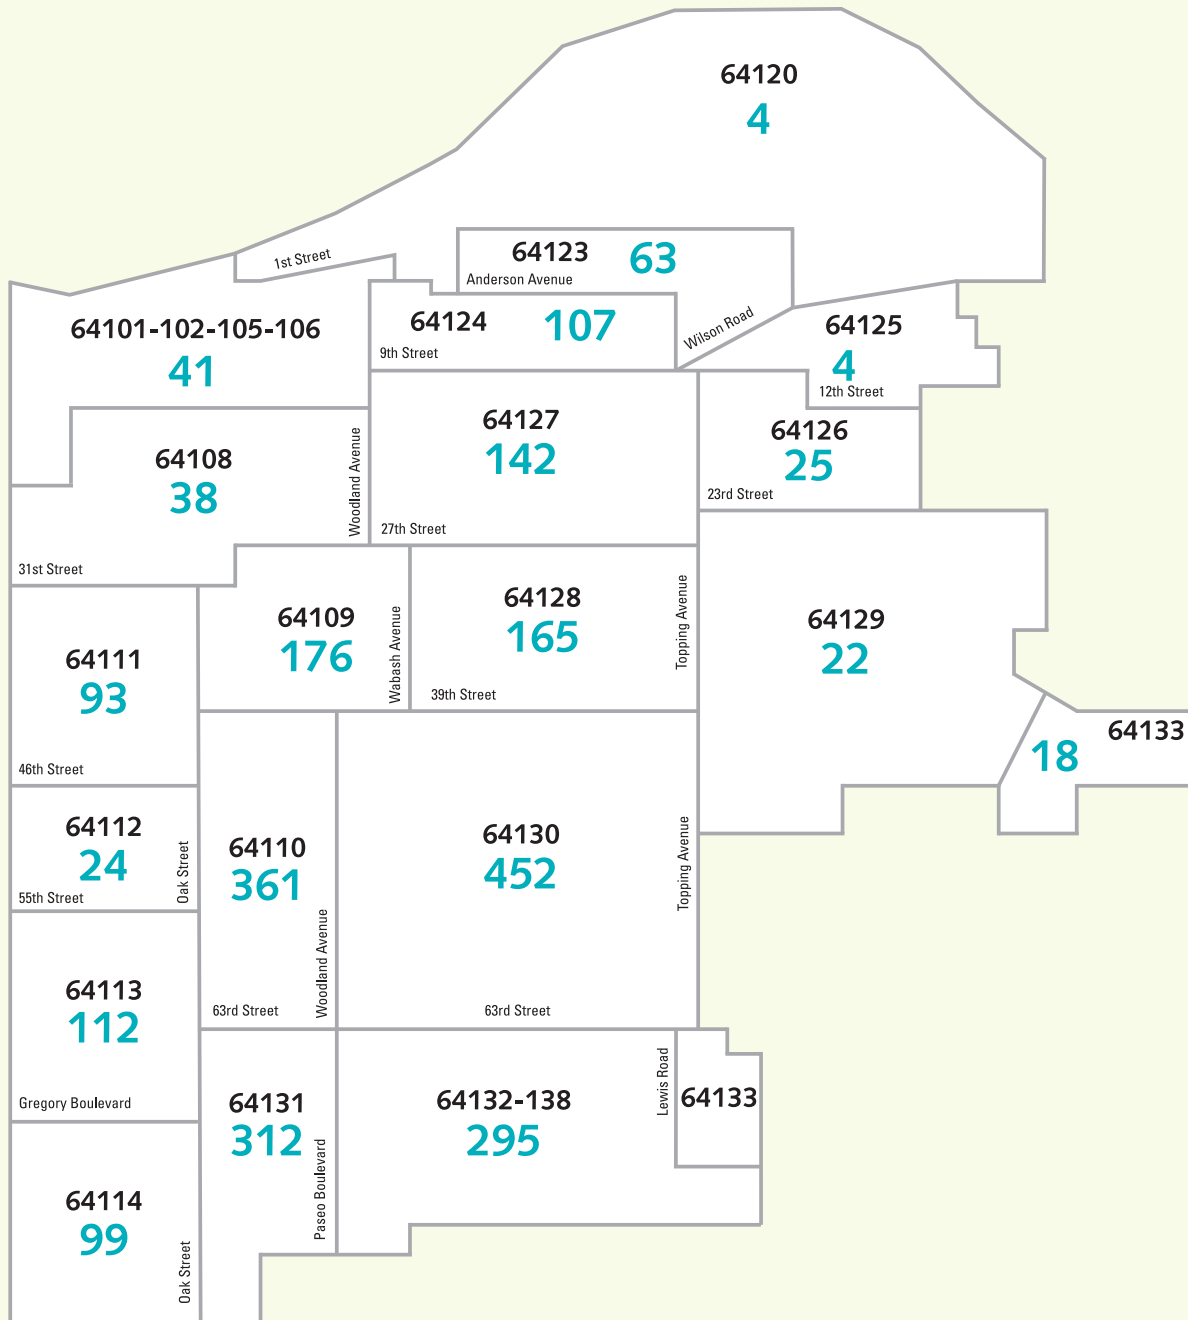 64120
4
64123
63
Anderson Avenue
1st Street
64101-102-105-106
41
64124
107
9th Street
Wilson Road
64125
4
12th Street
64127
142
27th Street
64126
25
23rd Street
64108
38
Woodland Avenue
31st Street
64109
176
Wabash Avenue
64128
165
39th Street
Topping Avenue
64129
22
64133
18
64111
93
46th Street
64112
24
55th Street
Oak Street
64110
361
63rd Street
Woodland Avenue
64130
452
63rd Street
Topping Avenue
64113
112
Gregory Boulevard
64131
312
Paseo Boulevard
64132-138
295
Lewis Road
64133
64114
99
Oak Street